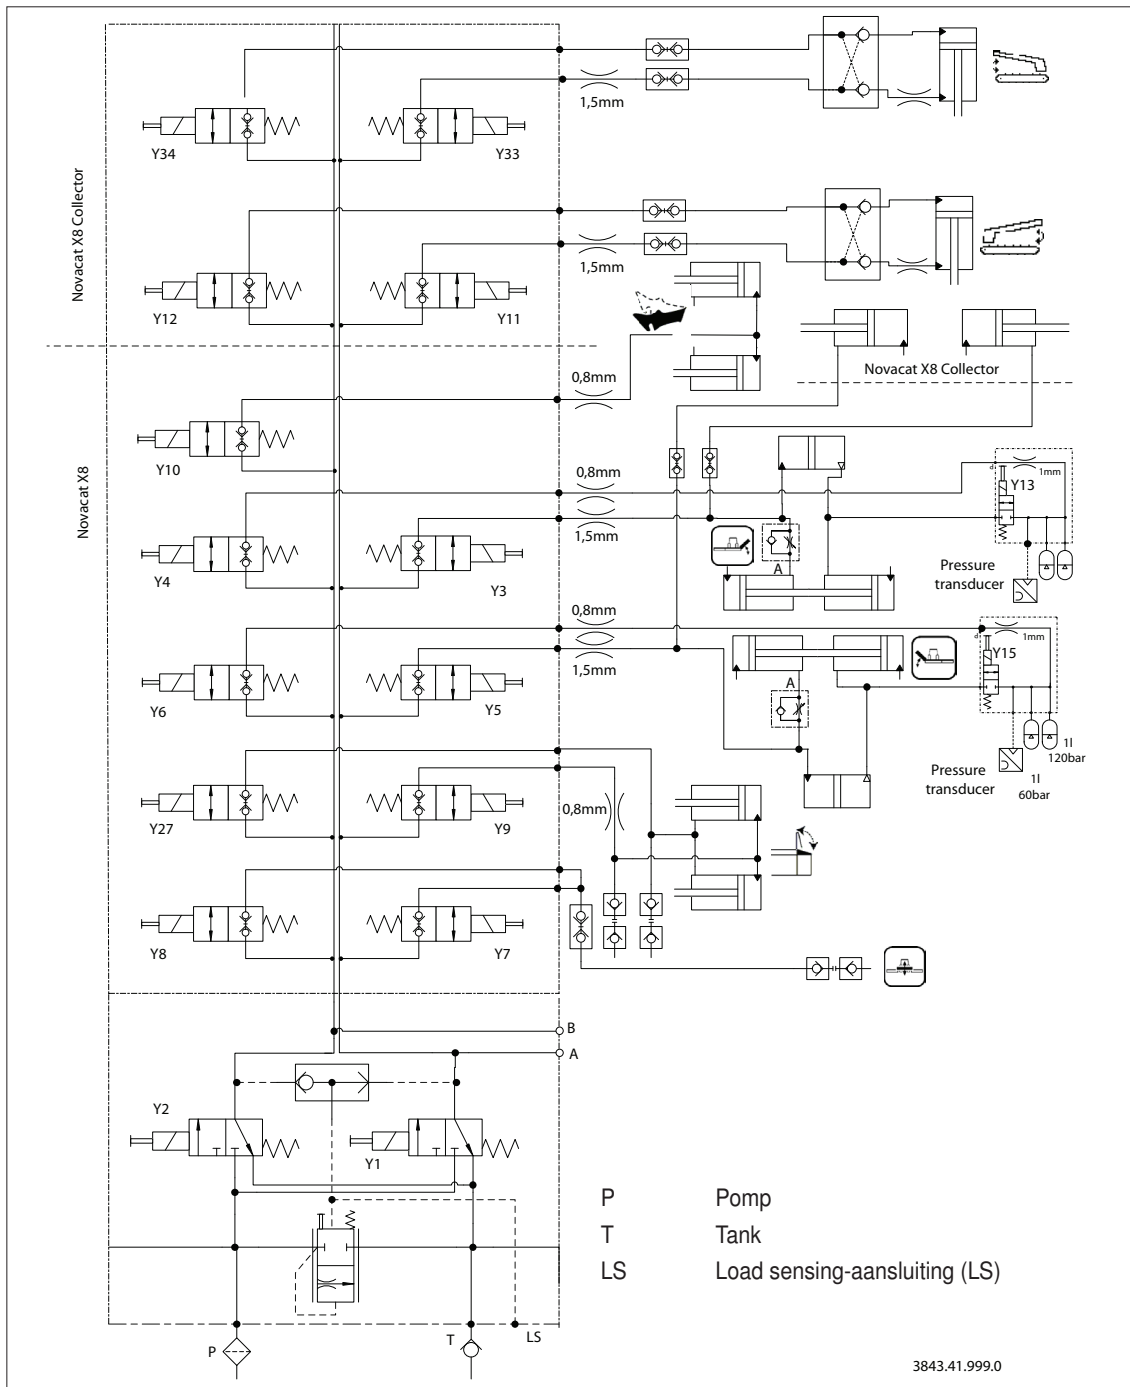 1,5mm
Y34
Y33
Novacat X8 Collector
1,5mm
Y12
Y11
Novacat X8 Collector
0,8mm
Y10
Novacat X8
0,8mm
1,5mm
Y13
1mm
Y4
Y3
A
Pressure
transducer
0,8mm
1,5mm
Y15
1mm
Y6
Y5
A
1l
120bar
Pressure
transducer
1l
60bar
Y27
Y9
0,8mm
Y8
Y7
B
A
Y2
Y1
P Pomp
T Tank
LS Load sensing-aansluiting (LS)
LS
P
T
3843.41.999.0